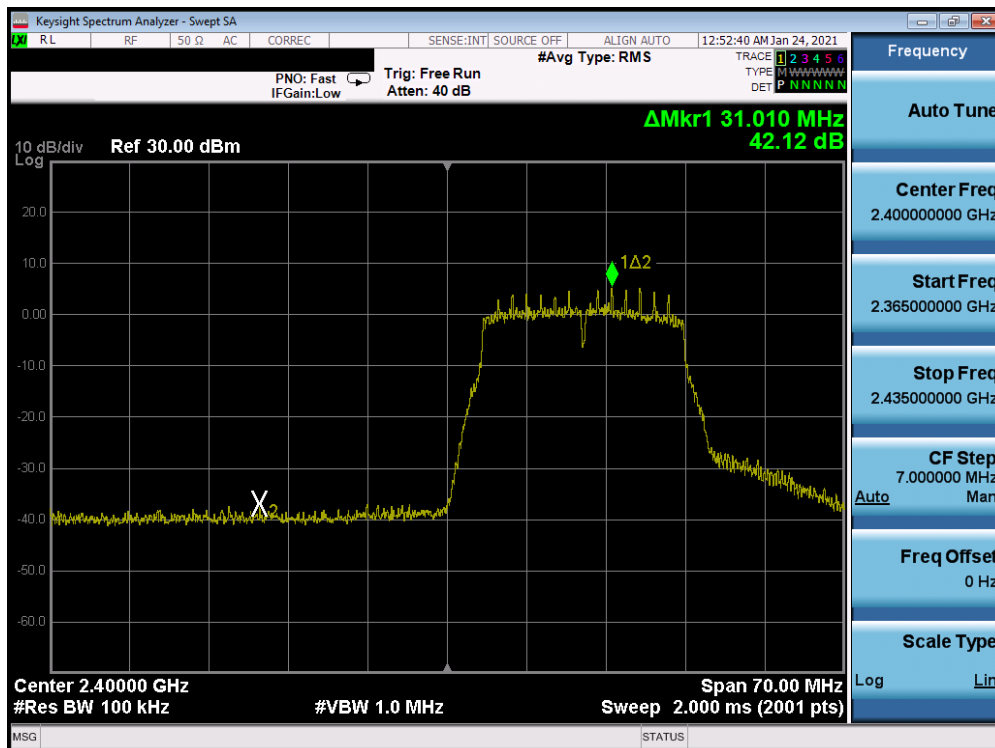 Keysight Spectrum Analyzer - Swept SA
LXI RL RF 50 Ω AC CORREC SENSE:INT SOURCE OFF ALIGN AUTO 12:52:40 AM Jan 24, 2021
#Avg Type: RMS
TRACE 1 2 3 4 5 6
PNO: Fast Trig: Free Run
TYPE M WWWWW
IFGain:Low Atten: 40 dB
DET P N N N N N
ΔMkr1 31.010 MHz
42.12 dB
10 dB/div Ref 30.00 dBm
Log
20.0
10.0
1Δ2
0.00
-10.0
-20.0
-30.0
X2
-40.0
-50.0
-60.0
Center 2.40000 GHz Span 70.00 MHz
#Res BW 100 kHz #VBW 1.0 MHz Sweep 2.000 ms (2001 pts)
MSG STATUS
Frequency
Auto Tune
Center Freq
2.400000000 GHz
Start Freq
2.365000000 GHz
Stop Freq
2.435000000 GHz
CF Step
7.000000 MHz
Auto Man
Freq Offset
0 Hz
Scale Type
Log Lin